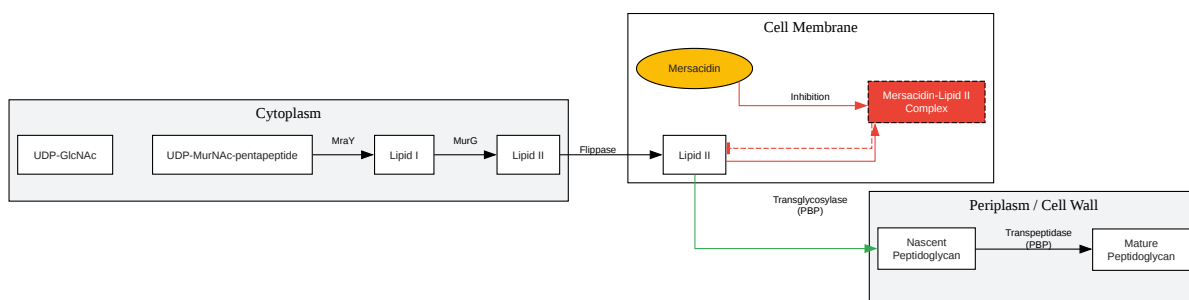 Cell Membrane
Mersacidin
Inhibition
Mersacidin-Lipid II
Complex
Cytoplasm
UDP-GlcNAc
UDP-MurNAc-pentapeptide
MraY
Lipid I
MurG
Lipid II
Flippase
Lipid II
Transglycosylase
(PBP)
Periplasm / Cell Wall
Nascent
Peptidoglycan
Transpeptidase
(PBP)
Mature
Peptidoglycan